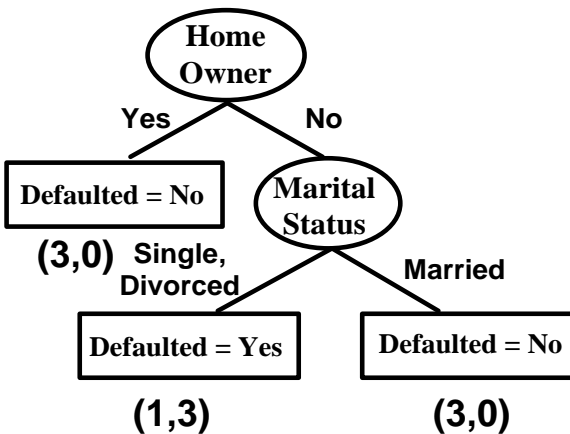 Home
Owner
Yes
No
Defaulted = No
Marital
Status
(3,0)
Single,
Divorced
Married
Defaulted = Yes
Defaulted = No
(1,3)
(3,0)